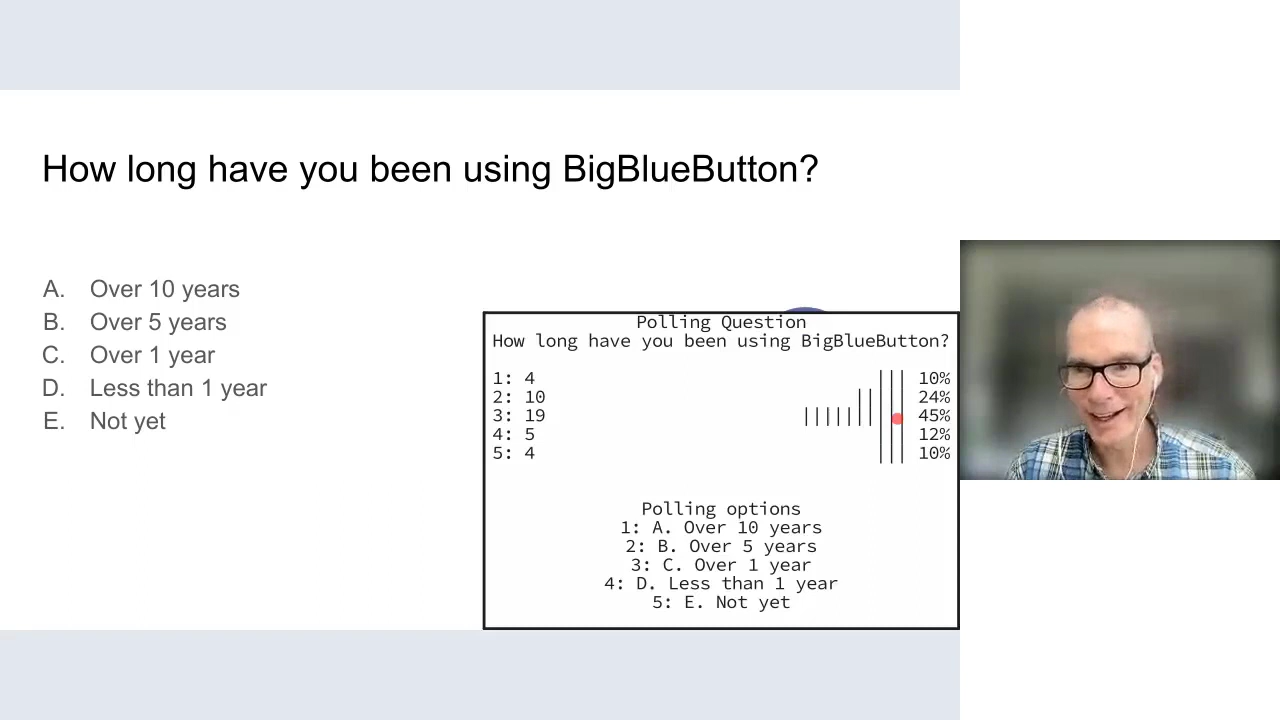 How long have you been using BigBlueButton?
A. Over 10 years
B. Over 5 years
C. Over 1 year
D. Less than 1 year
E. Not yet
Polling Question
How long have you been using BigBlueButton?
1: 4 10%
2: 10 24%
3: 19 45%
4: 5 12%
5: 4 10%
Polling options
1: A. Over 10 years
2: B. Over 5 years
3: C. Over 1 year
4: D. Less than 1 year
5: E. Not yet